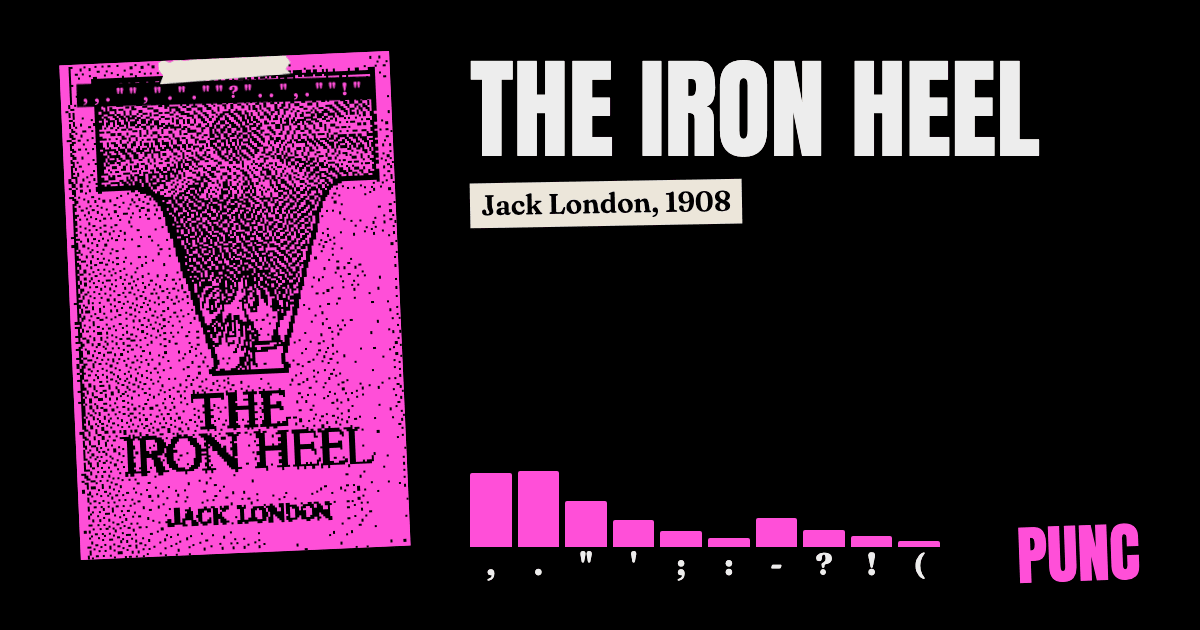 ,,."",".".""?"..",.""!"
THE
IRON HEEL
JACK LONDON
THE IRON HEEL
Jack London, 1908
, . " ' ; : - ? ! (
PUNC